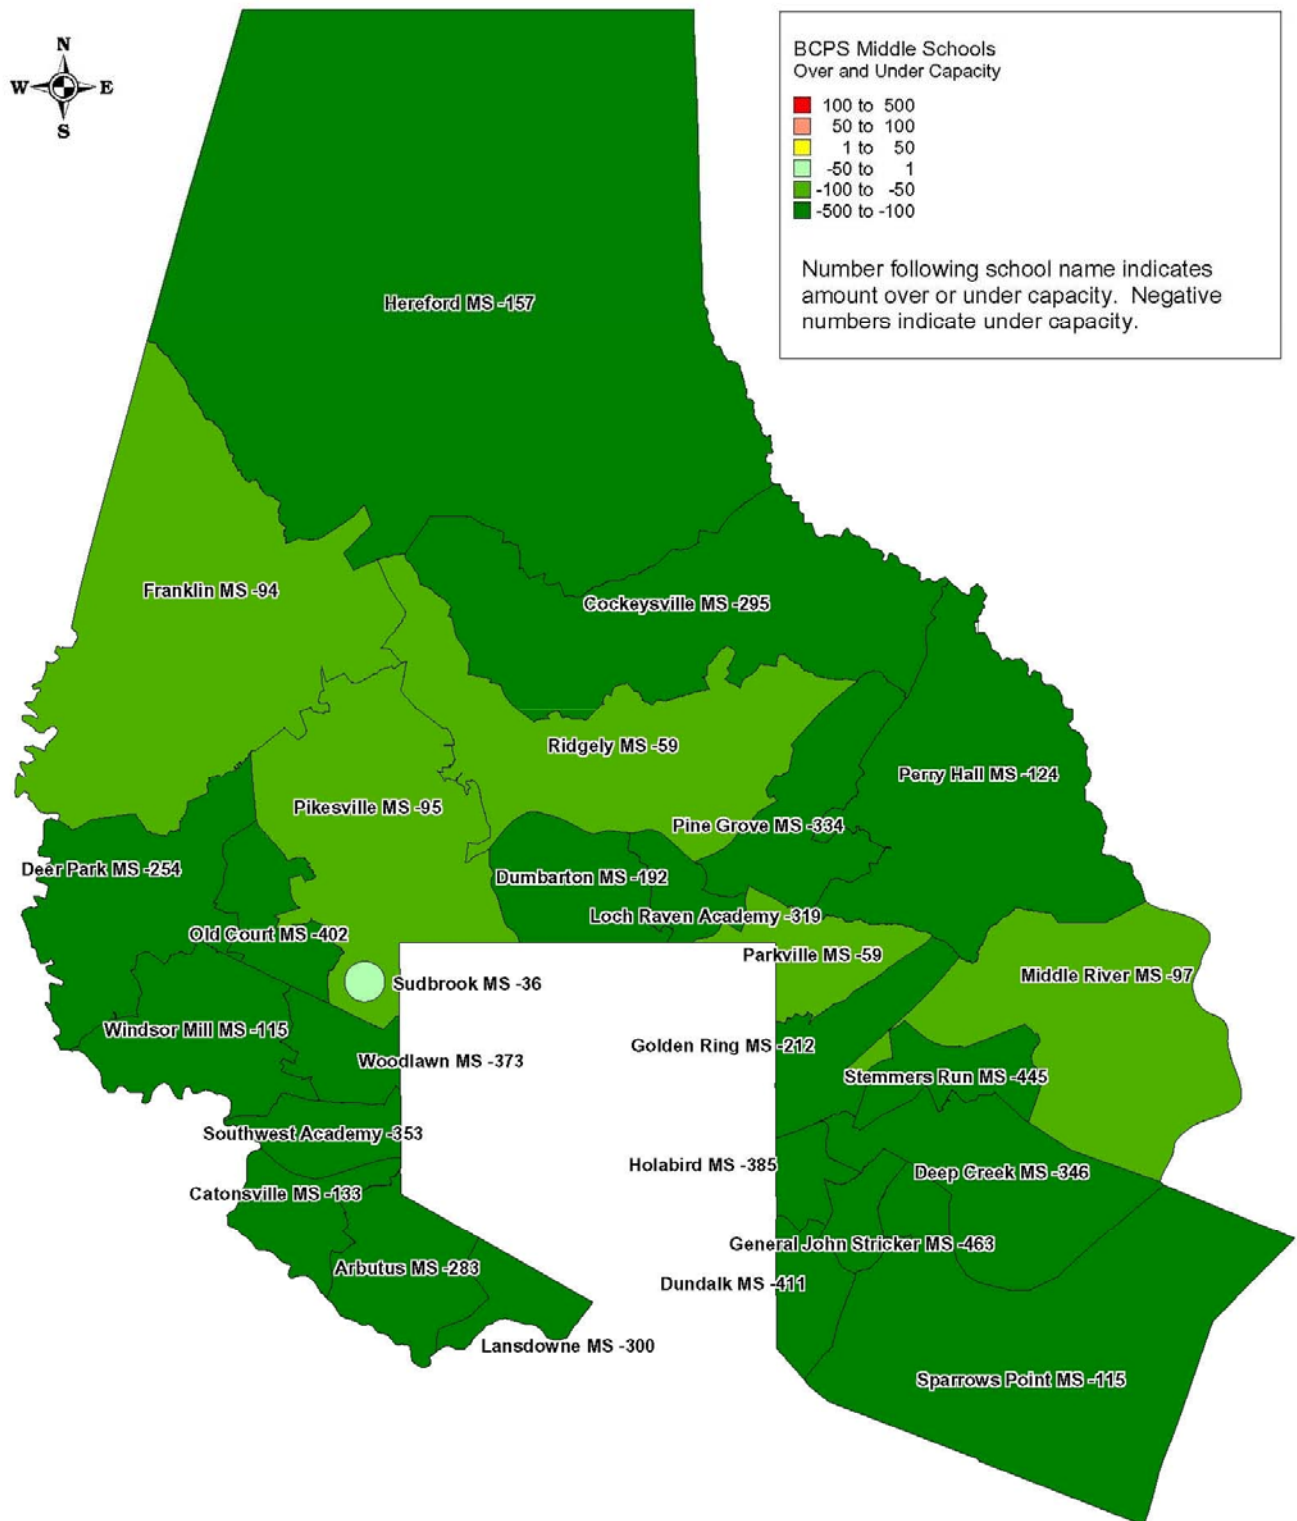 N
W E
S
BCPS Middle Schools
Over and Under Capacity
100 to 500
50 to 100
1 to 50
-50 to 1
-100 to -50
-500 to -100
Number following school name indicates
amount over or under capacity. Negative
numbers indicate under capacity.
Hereford MS -157
Franklin MS -94
Cockeysville MS -295
Ridgely MS -59
Perry Hall MS -124
Pikesville MS -95
Pine Grove MS -334
Deer Park MS -254
Dumbarton MS -192
Loch Raven Academy -319
Old Court MS -402
Parkville MS -59
Middle River MS -97
Sudbrook MS -36
Windsor Mill MS -115
Golden Ring MS -212
Woodlawn MS -373
Stemmers Run MS -445
Southwest Academy -353
Holabird MS -385
Deep Creek MS -346
Catonsville MS -133
General John Stricker MS -463
Arbutus MS -283
Dundalk MS -411
Lansdowne MS -300
Sparrows Point MS -115